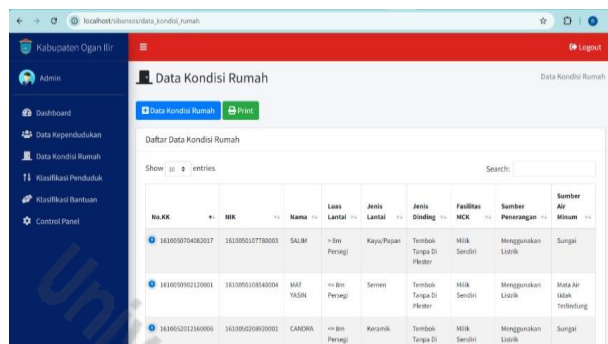 localhost/sibansos/data_kondisi_rumah
Kabupaten Ogan Ilir
Logout
Admin
Data Kondisi Rumah
Data Kondisi Rumah
Dashboard
Data Kependudukan
Data Kondisi Rumah
Klasifikasi Penduduk
Klasifikasi Bantuan
Control Panel
Data Kondisi Rumah
Print
Daftar Data Kondisi Rumah
Show 10 entries
Search:
No.KK NIK Nama Luas Lantai Jenis Lantai Jenis Dinding Fasilitas MCK Sumber Penerangan Sumber Air Minum
1610050704082017 1610050107780003 SALIM > 8m Persegi Kayu/Papan Tembok Tanpa Di Plester Milik Sendiri Menggunakan Listrik Sungai
1610050902120001 1610050108540004 MAT YASIN <= 8m Persegi Semen Tembok Tanpa Di Plester Milik Sendiri Menggunakan Listrik Mata Air tidak Terlindung
1610052012160006 1610050208920001 CANDRA <= 8m Persegi Keramik Tembok Tanpa Di Milik Sendiri Menggunakan Listrik Sungai